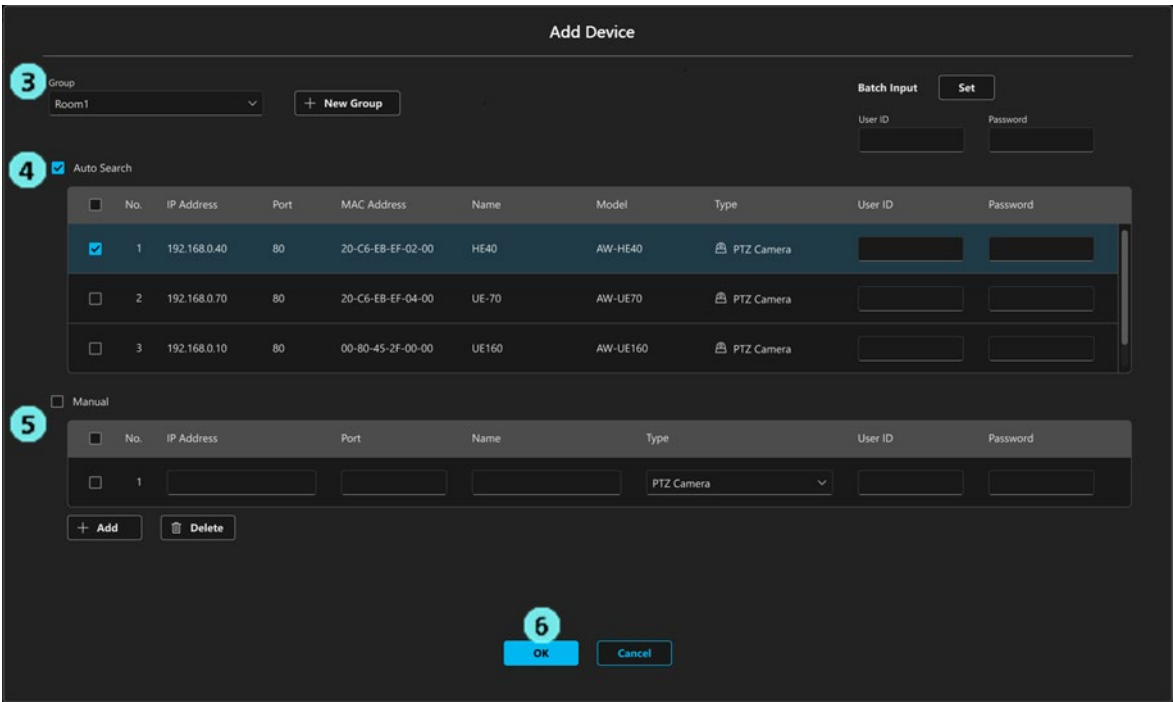 Add Device
3 Group
Room1 + New Group
Batch Input Set
User ID Password
4 Auto Search
No. IP Address Port MAC Address Name Model Type User ID Password
1 192.168.0.40 80 20-C6-EB-EF-02-00 HE40 AW-HE40 PTZ Camera
2 192.168.0.70 80 20-C6-EB-EF-04-00 UE-70 AW-UE70 PTZ Camera
3 192.168.0.10 80 00-80-45-2F-00-00 UE160 AW-UE160 PTZ Camera
Manual
5
No. IP Address Port Name Type User ID Password
1 PTZ Camera
+ Add Delete
6
OK Cancel